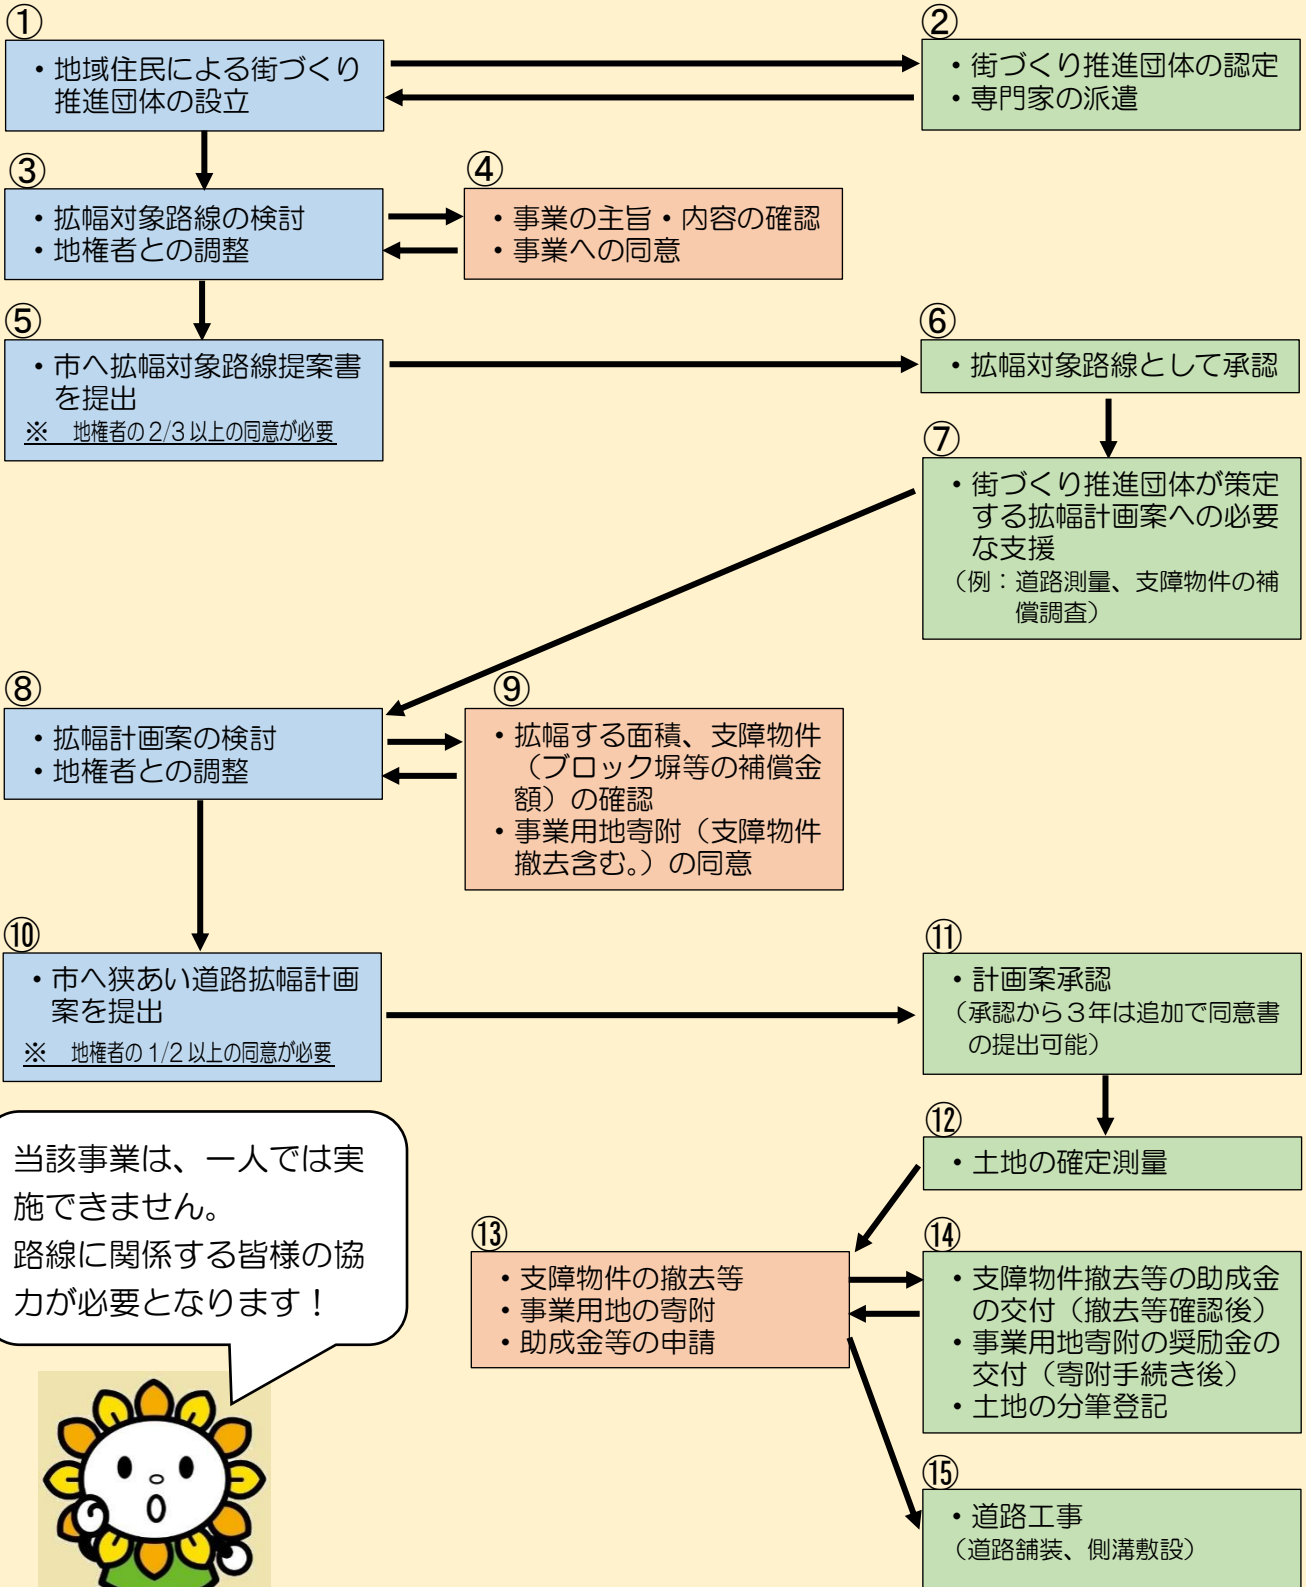 ①
・地域住民による街づくり
推進団体の設立
②
・街づくり推進団体の認定
・専門家の派遣
③
・拡幅対象路線の検討
・地権者との調整
④
・事業の主旨・内容の確認
・事業への同意
⑤
・市へ拡幅対象路線提案書
を提出
※　地権者の2/3以上の同意が必要
⑥
・拡幅対象路線として承認
⑦
・街づくり推進団体が策定
する拡幅計画案への必要
な支援
（例：道路測量、支障物件の補
償調査）
⑧
・拡幅計画案の検討
・地権者との調整
⑨
・拡幅する面積、支障物件
（ブロック塀等の補償金
額）の確認
・事業用地寄附（支障物件
撤去含む。）の同意
⑩
・市へ狭あい道路拡幅計画
案を提出
※　地権者の1/2以上の同意が必要
⑪
・計画案承認
（承認から３年は追加で同意書
の提出可能）
⑫
・土地の確定測量
当該事業は、一人では実
施できません。
路線に関係する皆様の協
力が必要となります！
⑬
・支障物件の撤去等
・事業用地の寄附
・助成金等の申請
⑭
・支障物件撤去等の助成金
の交付（撤去等確認後）
・事業用地寄附の奨励金の
交付（寄附手続き後）
・土地の分筆登記
⑮
・道路工事
（道路舗装、側溝敷設）